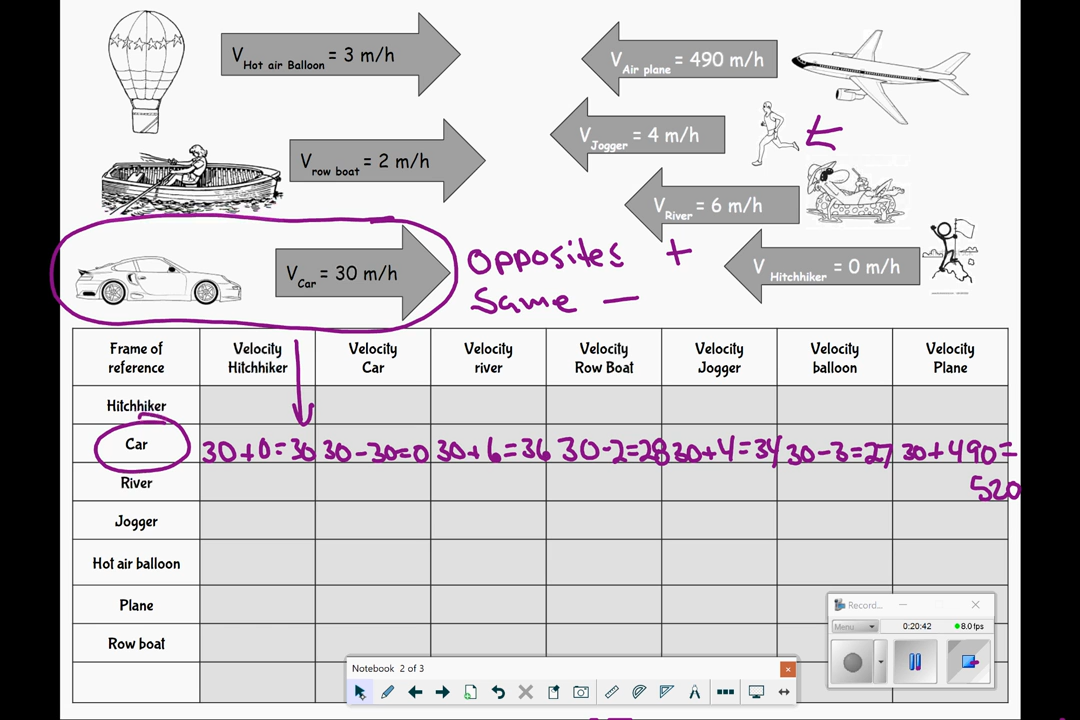 V Hot air Balloon = 3 m/h
V Air plane = 490 m/h
V Jogger = 4 m/h
V row boat = 2 m/h
V River = 6 m/h
V Car = 30 m/h
opposites +
V Hitchhiker = 0 m/h
Same −
Frame of reference
Velocity Hitchhiker
Velocity Car
Velocity river
Velocity Row Boat
Velocity Jogger
Velocity balloon
Velocity Plane
Hitchhiker
Car
30+0=30
30-30=0
30+6=36
30-2=28
30+4=34
30-3=27
30+490=
520
River
Jogger
Hot air balloon
Plane
Row boat
Record...
Menu
0:20:42
8.0 fps
Notebook 2 of 3